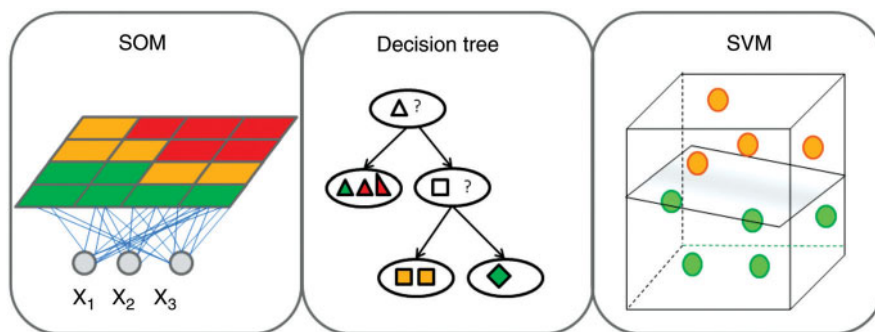 SOM
X1 X2 X3
Decision tree
?
?
SVM